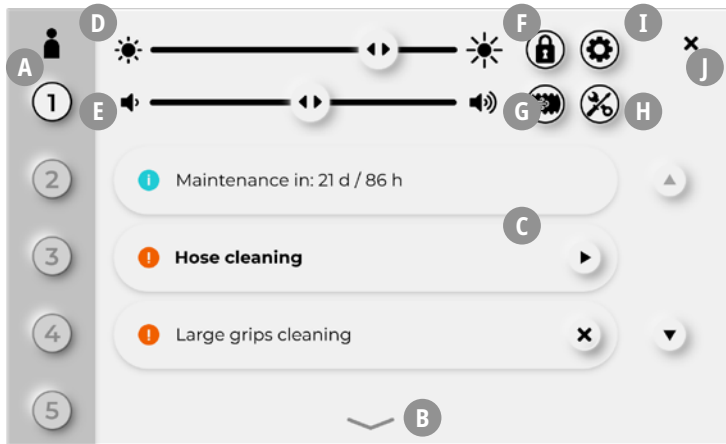 D
F
I
A
J
1
E
G
H
2
Maintenance in: 21 d / 86 h
C
3
Hose cleaning
4
Large grips cleaning
5
B